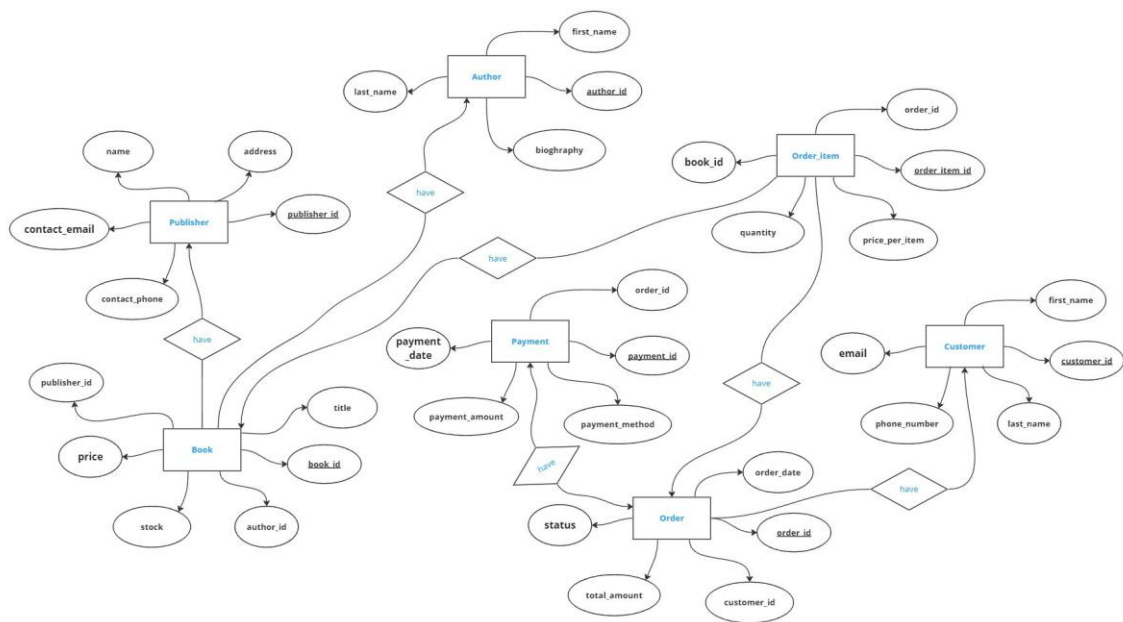 first_name
Author
last_name
author_id
bioghraphy
have
name
address
publisher_id
Publisher
contact_email
contact_phone
have
order_id
Order_item
book_id
order_item_id
quantity
price_per_item
have
order_id
Payment
payment
_date
payment_id
payment_amount
payment_method
have
first_name
Customer
email
customer_id
phone_number
last_name
have
publisher_id
title
price
Book
book_id
stock
author_id
have
order_date
status
Order
order_id
total_amount
customer_id
have